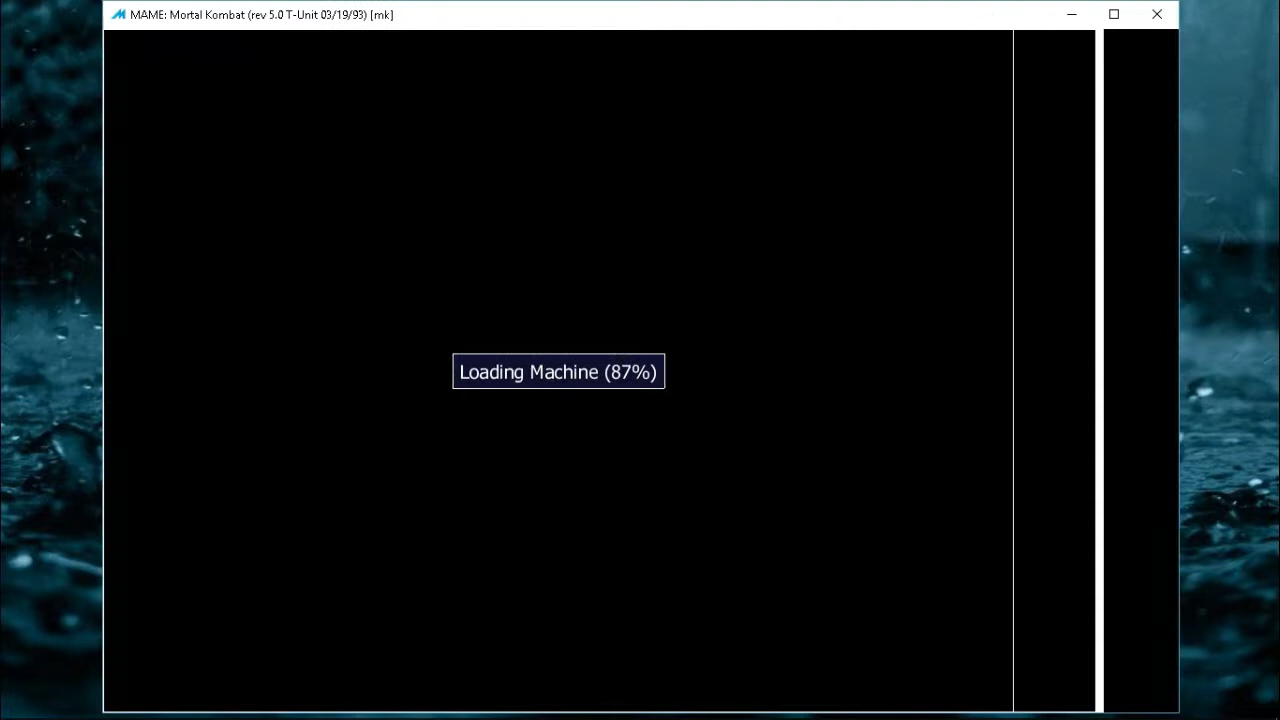 MAME: Mortal Kombat (rev 5.0 T-Unit 03/19/93) [mk]
Loading Machine (87%)